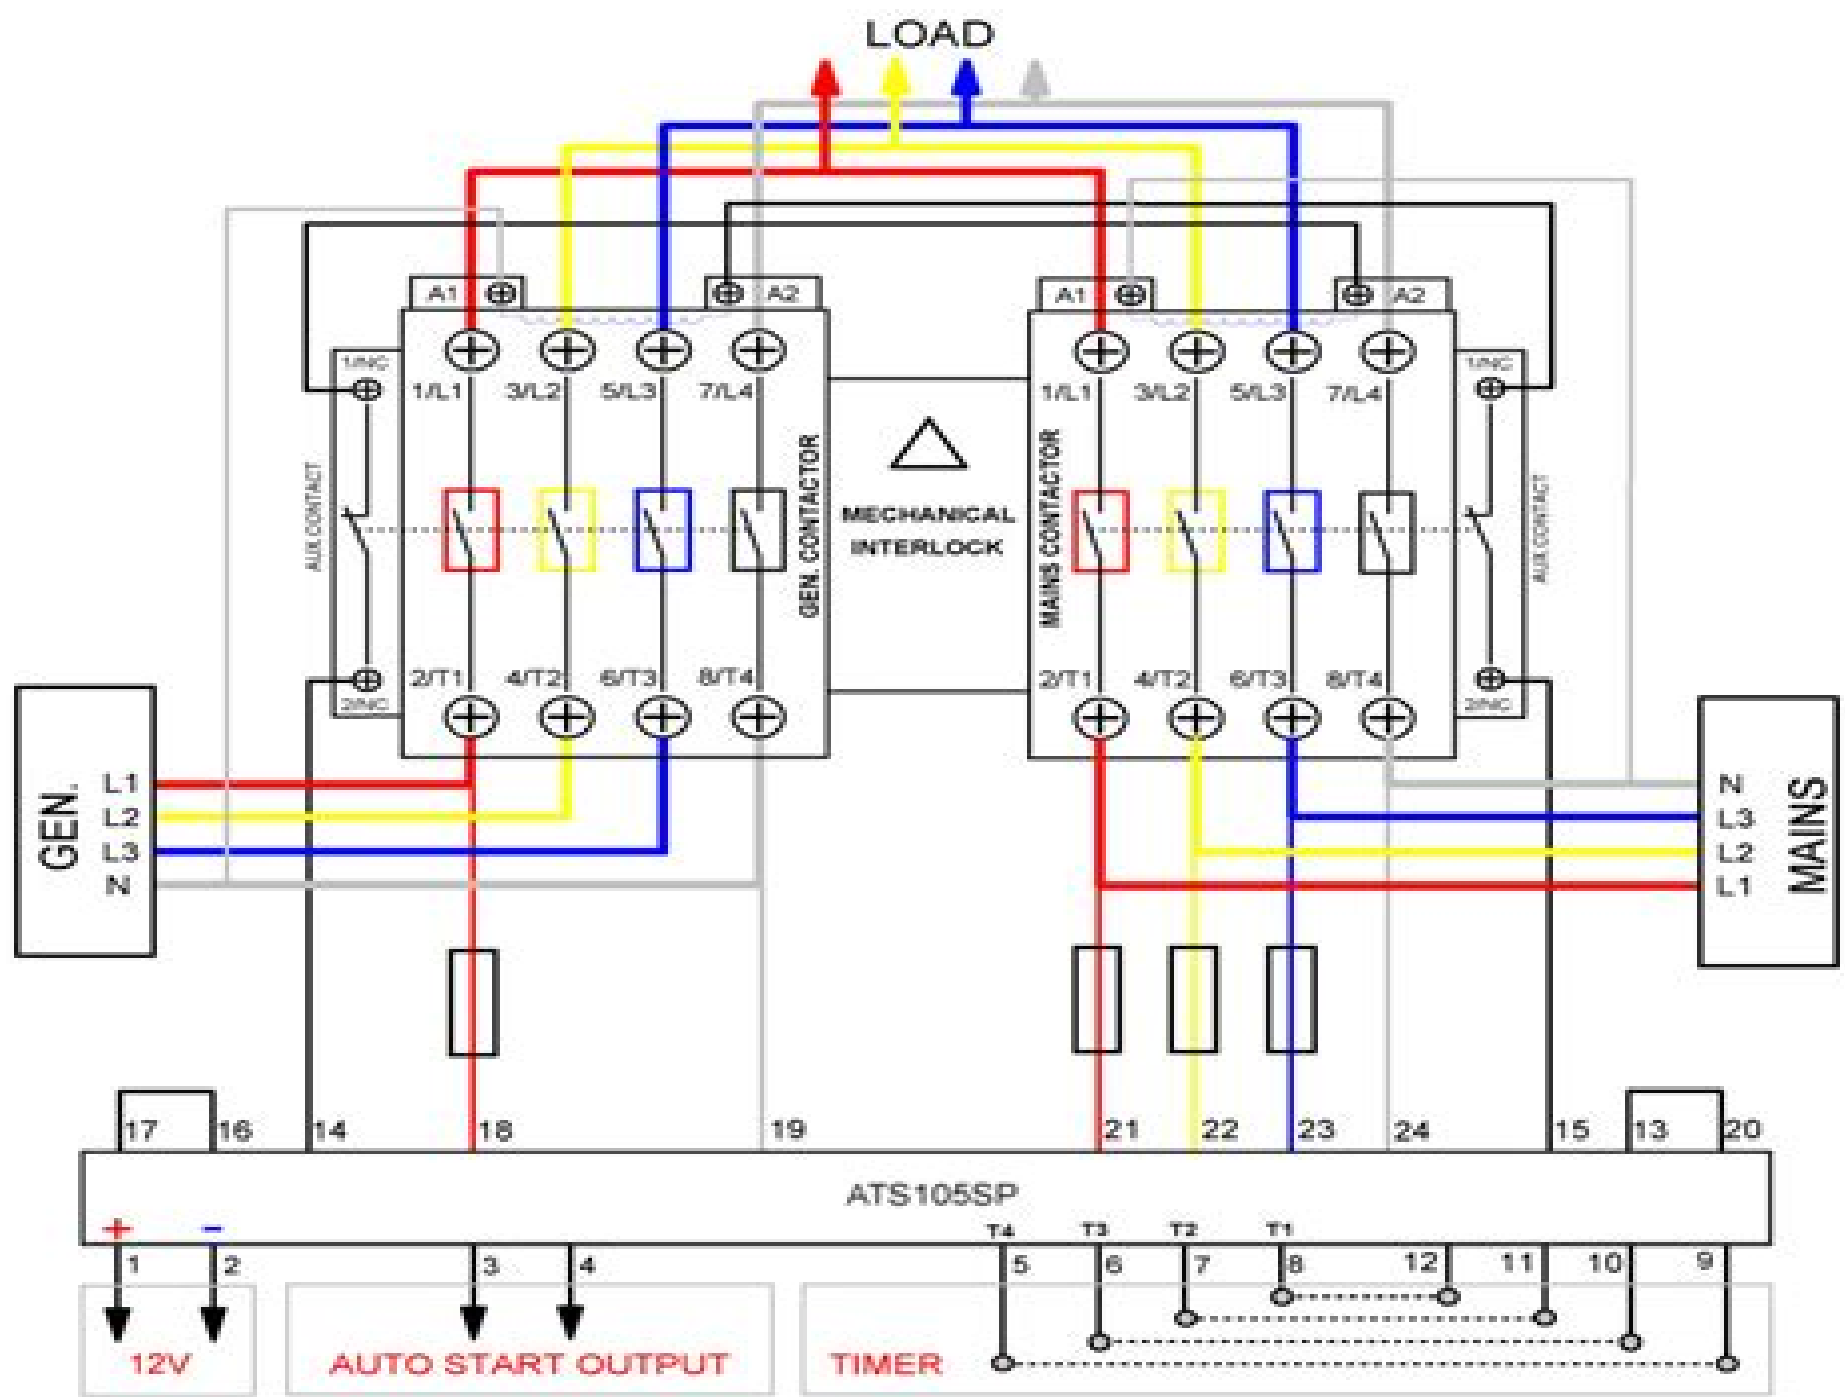 LOAD
A1 A2 A1 A2
1/NC 1/NC
1/L1 3/L2 5/L3 7/L4 1/L1 3/L2 5/L3 7/L4
AUX.CONTACT
GEN. CONTACTOR
MECHANICAL
INTERLOCK
MAINS CONTACTOR
AUX.CONTACT
2/T1 4/T2 6/T3 8/T4 2/T1 4/T2 6/T3 8/T4
2/NC 2/NC
GEN.
L1
L2
L3
N
N
L3
L2
L1
MAINS
17 16 14 18 19 21 22 23 24 15 13 20
ATS105SP
+ - T4 T3 T2 T1
1 2 3 4 5 6 7 8 12 11 10 9
12V AUTO START OUTPUT TIMER